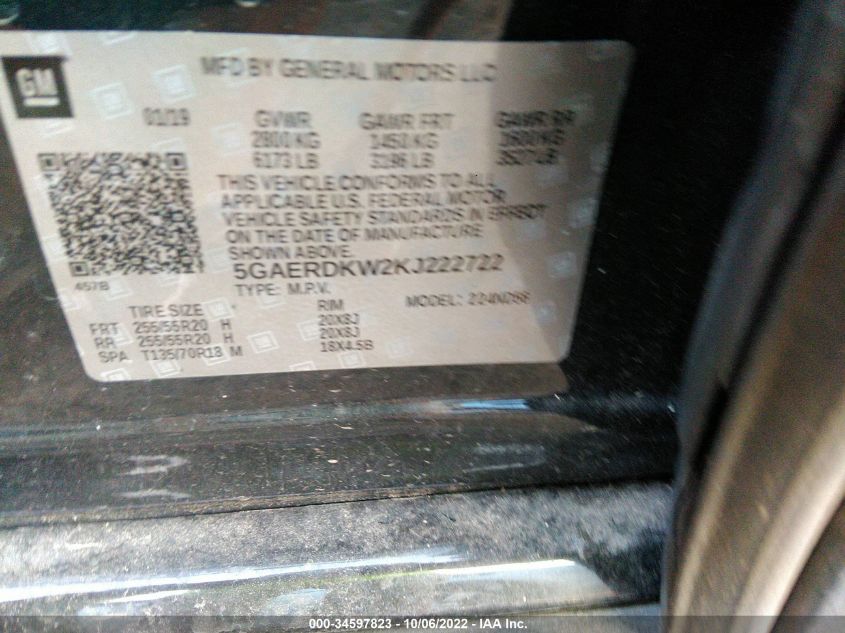 GM
MFD BY GENERAL MOTORS LLC
01/19 GVWR GAWR FRT GAWR RR
2800 KG 1450 KG 1600 KG
6173 LB 3196 LB 3527 LB
THIS VEHICLE CONFORMS TO ALL
APPLICABLE U.S. FEDERAL MOTOR
VEHICLE SAFETY STANDARDS IN EFFECT
ON THE DATE OF MANUFACTURE
SHOWN ABOVE.
5GAERDKW2KJ222722
457B TYPE: M.P.V. MODEL:
TIRE SIZE RIM
FRT 255/55R20 H 20X8J
RR 255/55R20 H 20X8J
SPA T135/70R18 M 18X4.5B
000-34597823 - 10/06/2022 - IAA Inc.